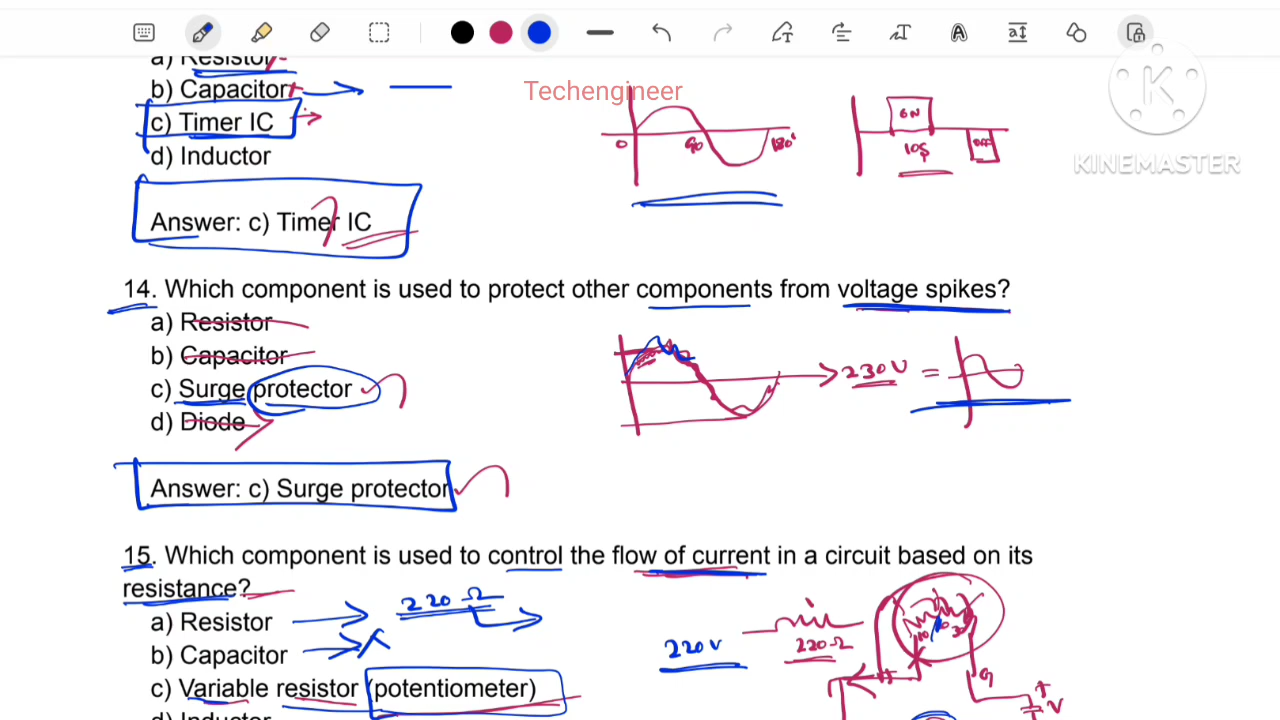 a) Resistor
b) Capacitor
Techengineer
c) Timer IC
d) Inductor
0 90 180°
ON
10s
OFF
K
KINEMASTER
Answer: c) Timer IC
14. Which component is used to protect other components from voltage spikes?
a) Resistor
b) Capacitor
c) Surge protector
d) Diode
230V =
Answer: c) Surge protector
15. Which component is used to control the flow of current in a circuit based on its
resistance?
a) Resistor
220 Ω
b) Capacitor
220V
220Ω
c) Variable resistor (potentiometer)
d) Inductor
+
V